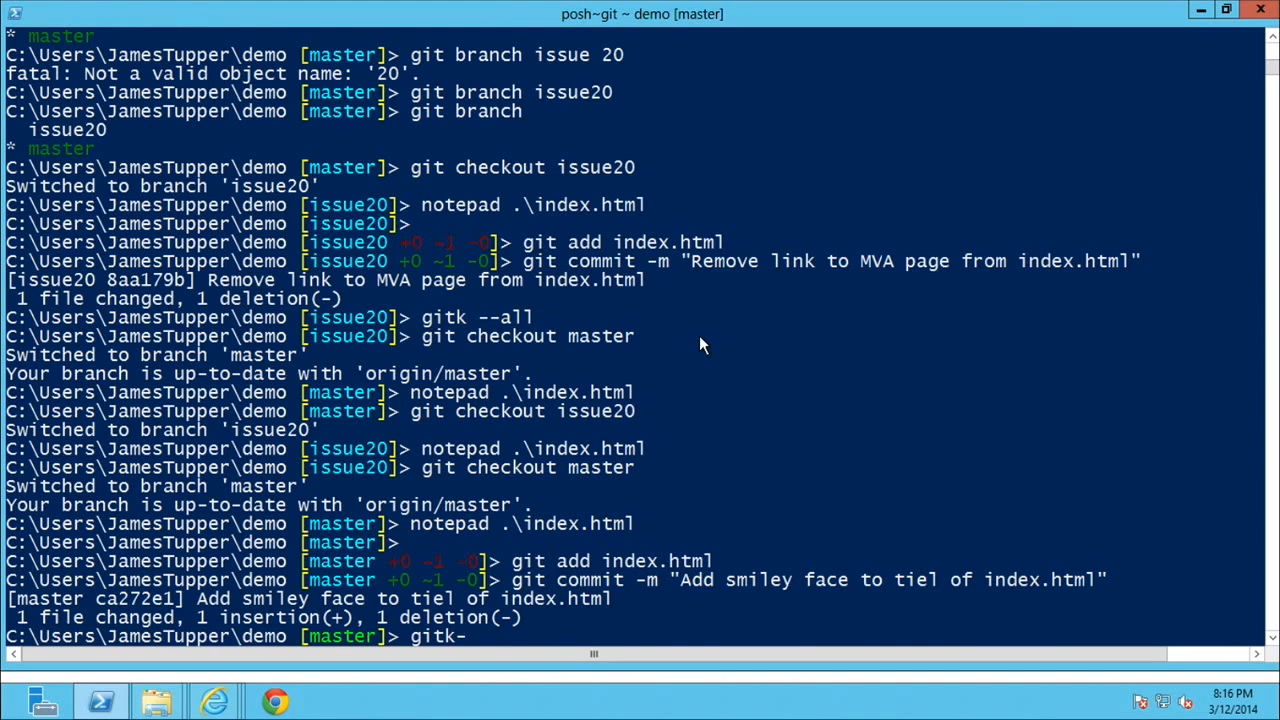 posh~git ~ demo [master]
* master
C:\Users\JamesTupper\demo [master]> git branch issue 20
fatal: Not a valid object name: '20'.
C:\Users\JamesTupper\demo [master]> git branch issue20
C:\Users\JamesTupper\demo [master]> git branch
  issue20
* master
C:\Users\JamesTupper\demo [master]> git checkout issue20
Switched to branch 'issue20'
C:\Users\JamesTupper\demo [issue20]> notepad .\index.html
C:\Users\JamesTupper\demo [issue20]>
C:\Users\JamesTupper\demo [issue20 +0 ~1 -0]> git add index.html
C:\Users\JamesTupper\demo [issue20 +0 ~1 -0]> git commit -m "Remove link to MVA page from index.html"
[issue20 8aa179b] Remove link to MVA page from index.html
 1 file changed, 1 deletion(-)
C:\Users\JamesTupper\demo [issue20]> gitk --all
C:\Users\JamesTupper\demo [issue20]> git checkout master
Switched to branch 'master'
Your branch is up-to-date with 'origin/master'.
C:\Users\JamesTupper\demo [master]> notepad .\index.html
C:\Users\JamesTupper\demo [master]> git checkout issue20
Switched to branch 'issue20'
C:\Users\JamesTupper\demo [issue20]> notepad .\index.html
C:\Users\JamesTupper\demo [issue20]> git checkout master
Switched to branch 'master'
Your branch is up-to-date with 'origin/master'.
C:\Users\JamesTupper\demo [master]> notepad .\index.html
C:\Users\JamesTupper\demo [master]>
C:\Users\JamesTupper\demo [master +0 ~1 -0]> git add index.html
C:\Users\JamesTupper\demo [master +0 ~1 -0]> git commit -m "Add smiley face to tiel of index.html"
[master ca272e1] Add smiley face to tiel of index.html
 1 file changed, 1 insertion(+), 1 deletion(-)
C:\Users\JamesTupper\demo [master]> gitk-
8:16 PM
3/12/2014